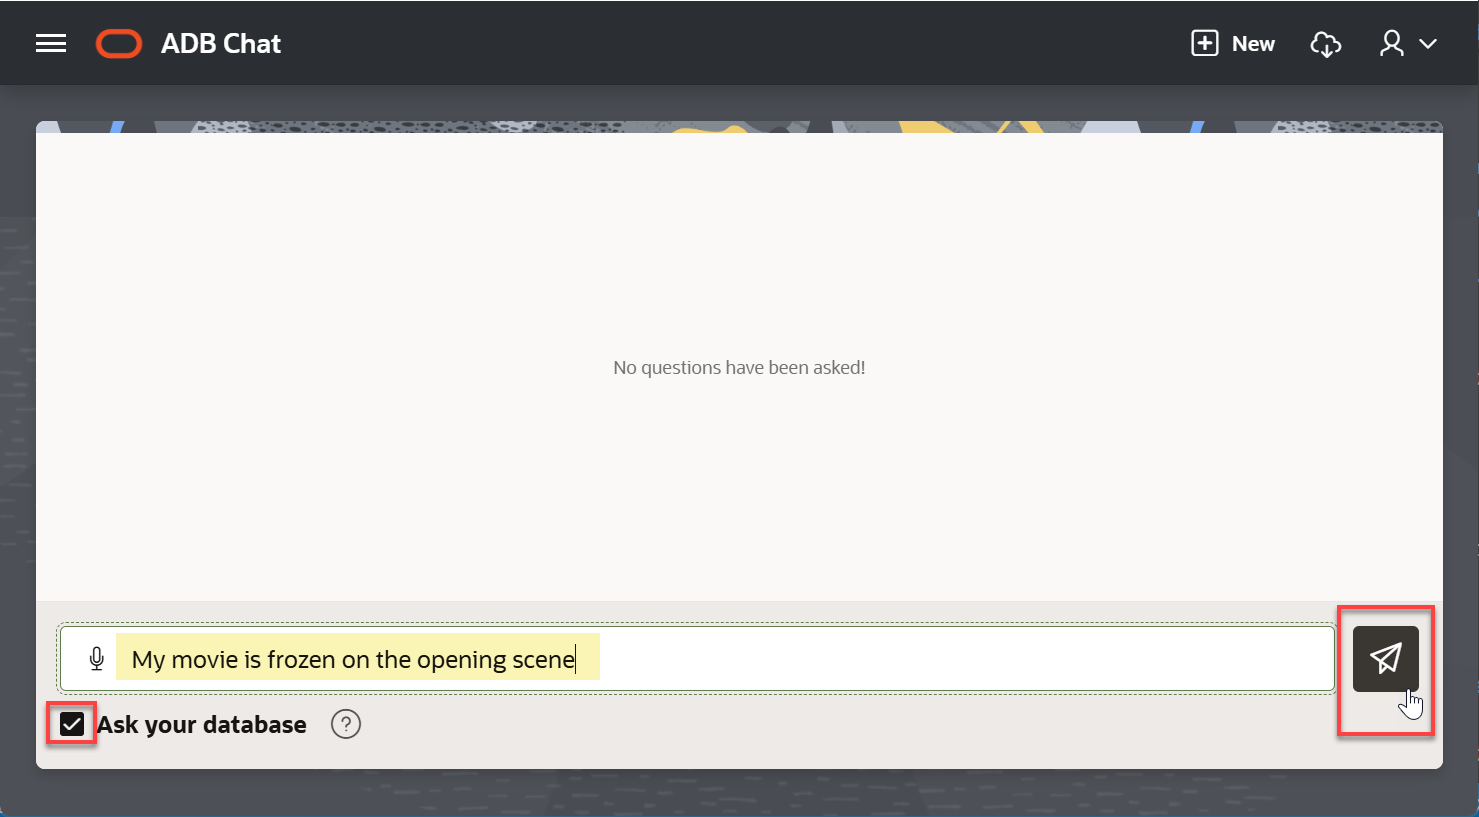 ADB Chat
New
No questions have been asked!
My movie is frozen on the opening scene
Ask your database ?